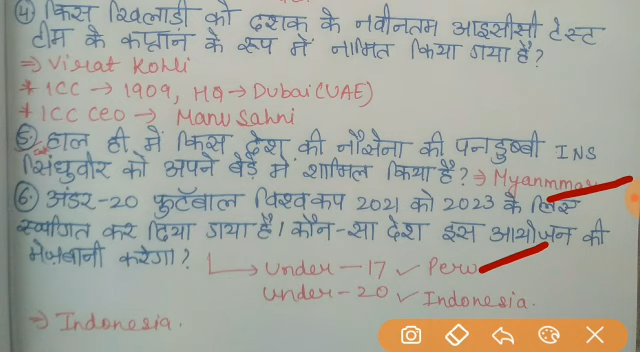 ④ किस खिलाड़ी को दशक के नवीनतम आइसीसी टेस्ट
टीम के कप्तान के रूप में नामित किया गया है?
⇒ Virat Kohli
* ICC → 1909, HQ → Dubai (UAE)
* ICC CEO → Manu Sahni
⑤ हाल ही में किस देश की नौसेना की पनडुब्बी INS
सिंधुवीर को अपने बेड़े में शामिल किया है? ⇒ Myanmmar
⑥ अंडर-20 फुटबाल विश्वकप 2021 को 2023 के लिए
स्थगित कर दिया गया है। कौन-सा देश इस आयोजन की
मेज़बानी करेगा?
Under-17 ✓ Peru
Under-20 ✓ Indonesia.
⇒ Indonesia.